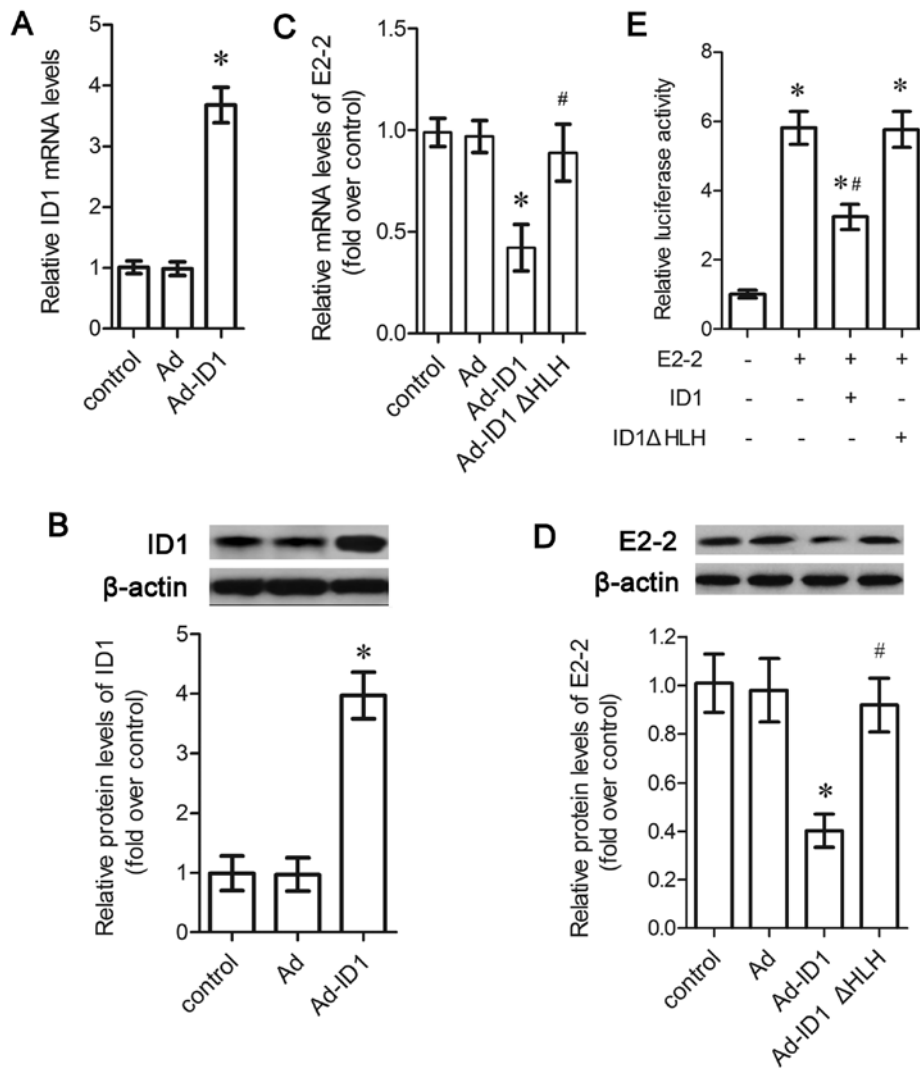 A
Relative ID1 mRNA levels
5
4
3
2
1
0
*
control
Ad
Ad-ID1
C
Relative mRNA levels of E2-2
(fold over control)
1.5
1.0
0.5
0.0
*
#
control
Ad
Ad-ID1
Ad-ID1 ΔHLH
E
Relative luciferase activity
8
6
4
2
0
*
*#
*
E2-2 - + + +
ID1 - - + -
ID1Δ HLH - - - +
B
ID1
β-actin
Relative protein levels of ID1
(fold over control)
5
4
3
2
1
0
*
control
Ad
Ad-ID1
D
E2-2
β-actin
Relative protein levels of E2-2
(fold over control)
1.2
1.0
0.8
0.6
0.4
0.2
0.0
*
#
control
Ad
Ad-ID1
Ad-ID1 ΔHLH